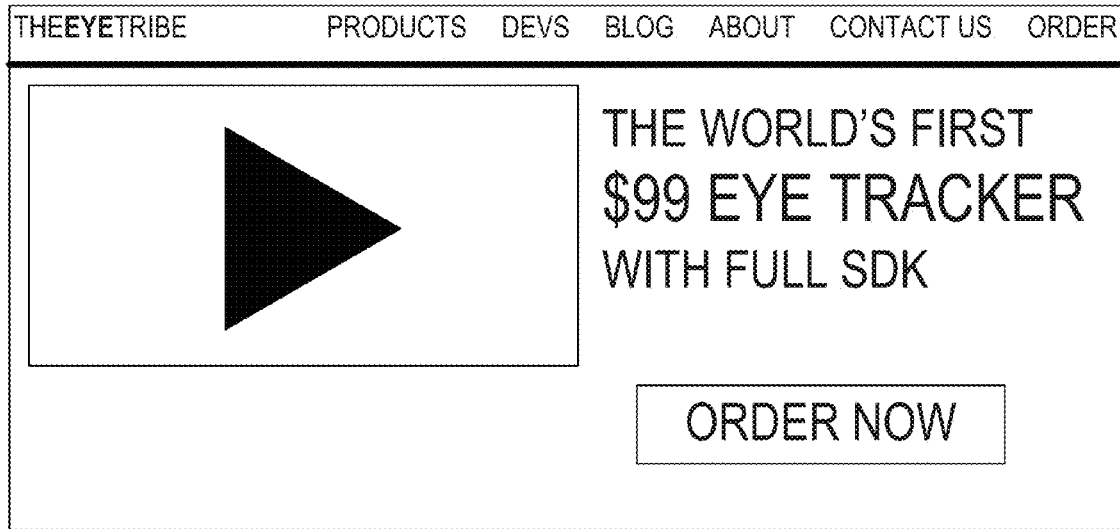 THEEYETRIBE PRODUCTS DEVS BLOG ABOUT CONTACT US ORDER
THE WORLD'S FIRST
$99 EYE TRACKER
WITH FULL SDK
ORDER NOW